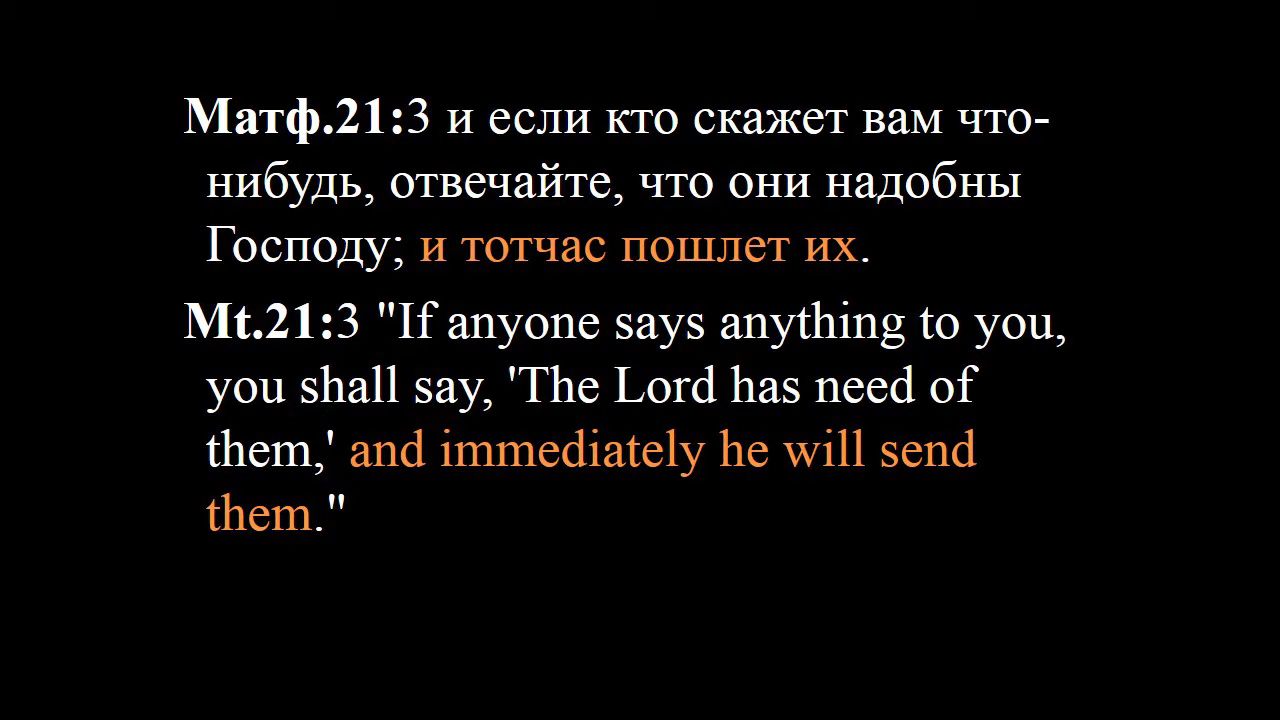 Матф.21:3 и если кто скажет вам что-
нибудь, отвечайте, что они надобны
Господу; и тотчас пошлет их.
Mt.21:3 "If anyone says anything to you,
you shall say, 'The Lord has need of
them,' and immediately he will send
them."